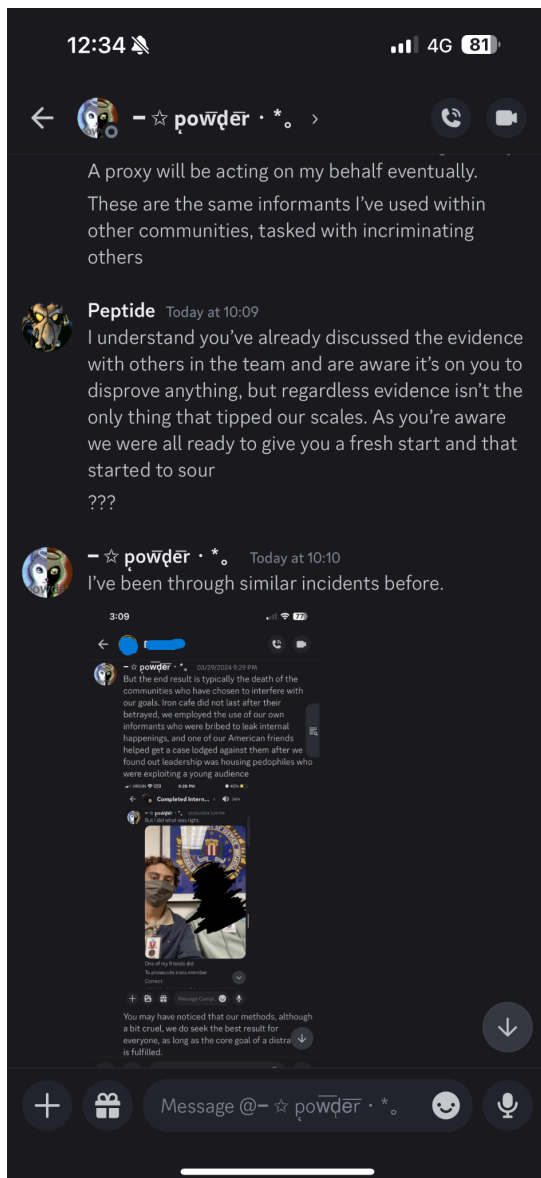 12:34
4G 81
– ☆ p̨ow̅d̨e̅r · *。 ›
A proxy will be acting on my behalf eventually.
These are the same informants I've used within
other communities, tasked with incriminating
others
Peptide Today at 10:09
I understand you've already discussed the evidence
with others in the team and are aware it's on you to
disprove anything, but regardless evidence isn't the
only thing that tipped our scales. As you're aware
we were all ready to give you a fresh start and that
started to sour
???
– ☆ p̨ow̅d̨e̅r · *。 Today at 10:10
I've been through similar incidents before.
3:09
77
– ☆ p̨ow̅d̨e̅r · *。 03/29/2024 9:29 PM
But the end result is typically the death of the
communities who have chosen to interfere with
our goals. Iron cafe did not last after their
betrayed, we employed the use of our own
informants who were bribed to leak internal
happenings, and one of our American friends
helped get a case lodged against them after we
found out leadership was housing pedophiles who
were exploiting a young audience
9:28 PM
Completed Intern... Join
But I did what was right.
One of my friends did
To prosecute irons member
Correct
You may have noticed that our methods, although
a bit cruel, we do seek the best result for
everyone, as long as the core goal of a distra
is fulfilled.
Message @– ☆ p̨ow̅d̨e̅r · *。